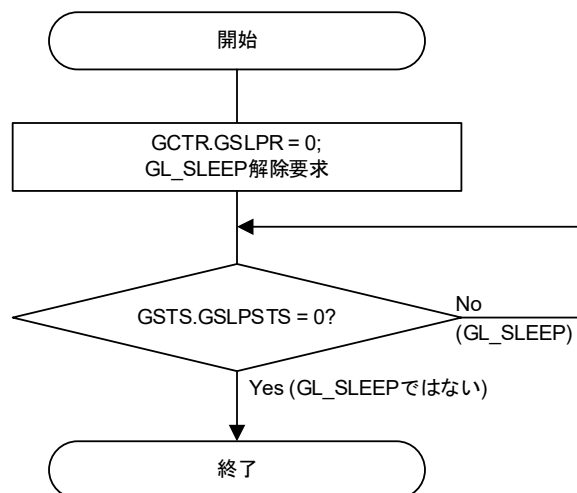 開始
GCTR.GSLPR = 0;
GL_SLEEP解除要求
GSTS.GSLPSTS = 0?
No
(GL_SLEEP)
Yes (GL_SLEEPではない)
終了